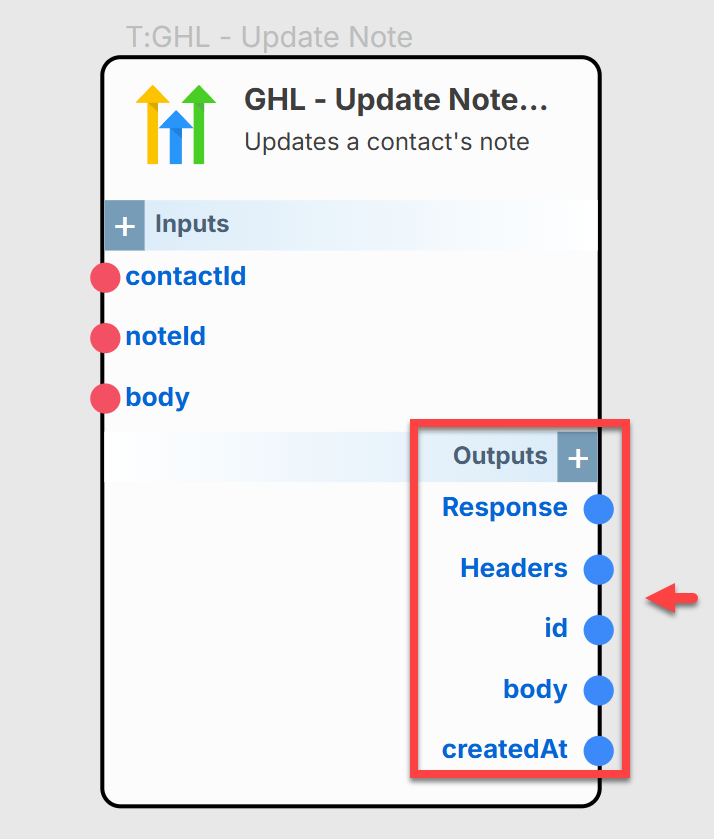 T:GHL - Update Note
GHL - Update Note...
Updates a contact's note
+ Inputs
contactId
noteId
body
Outputs +
Response
Headers
id
body
createdAt